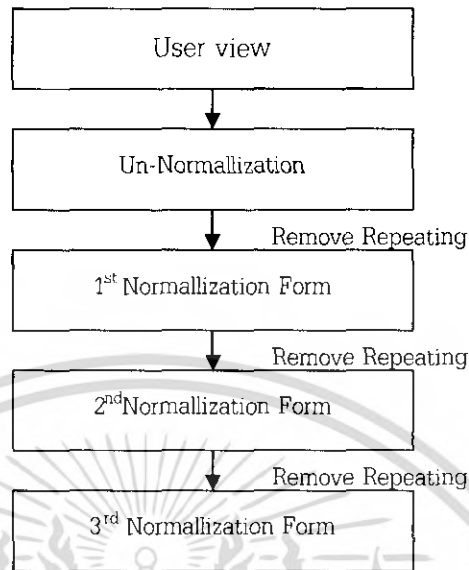 User view
Un-Normallization
Remove Repeating
1st Normallization Form
Remove Repeating
2nd Normallization Form
Remove Repeating
3rd Normallization Form